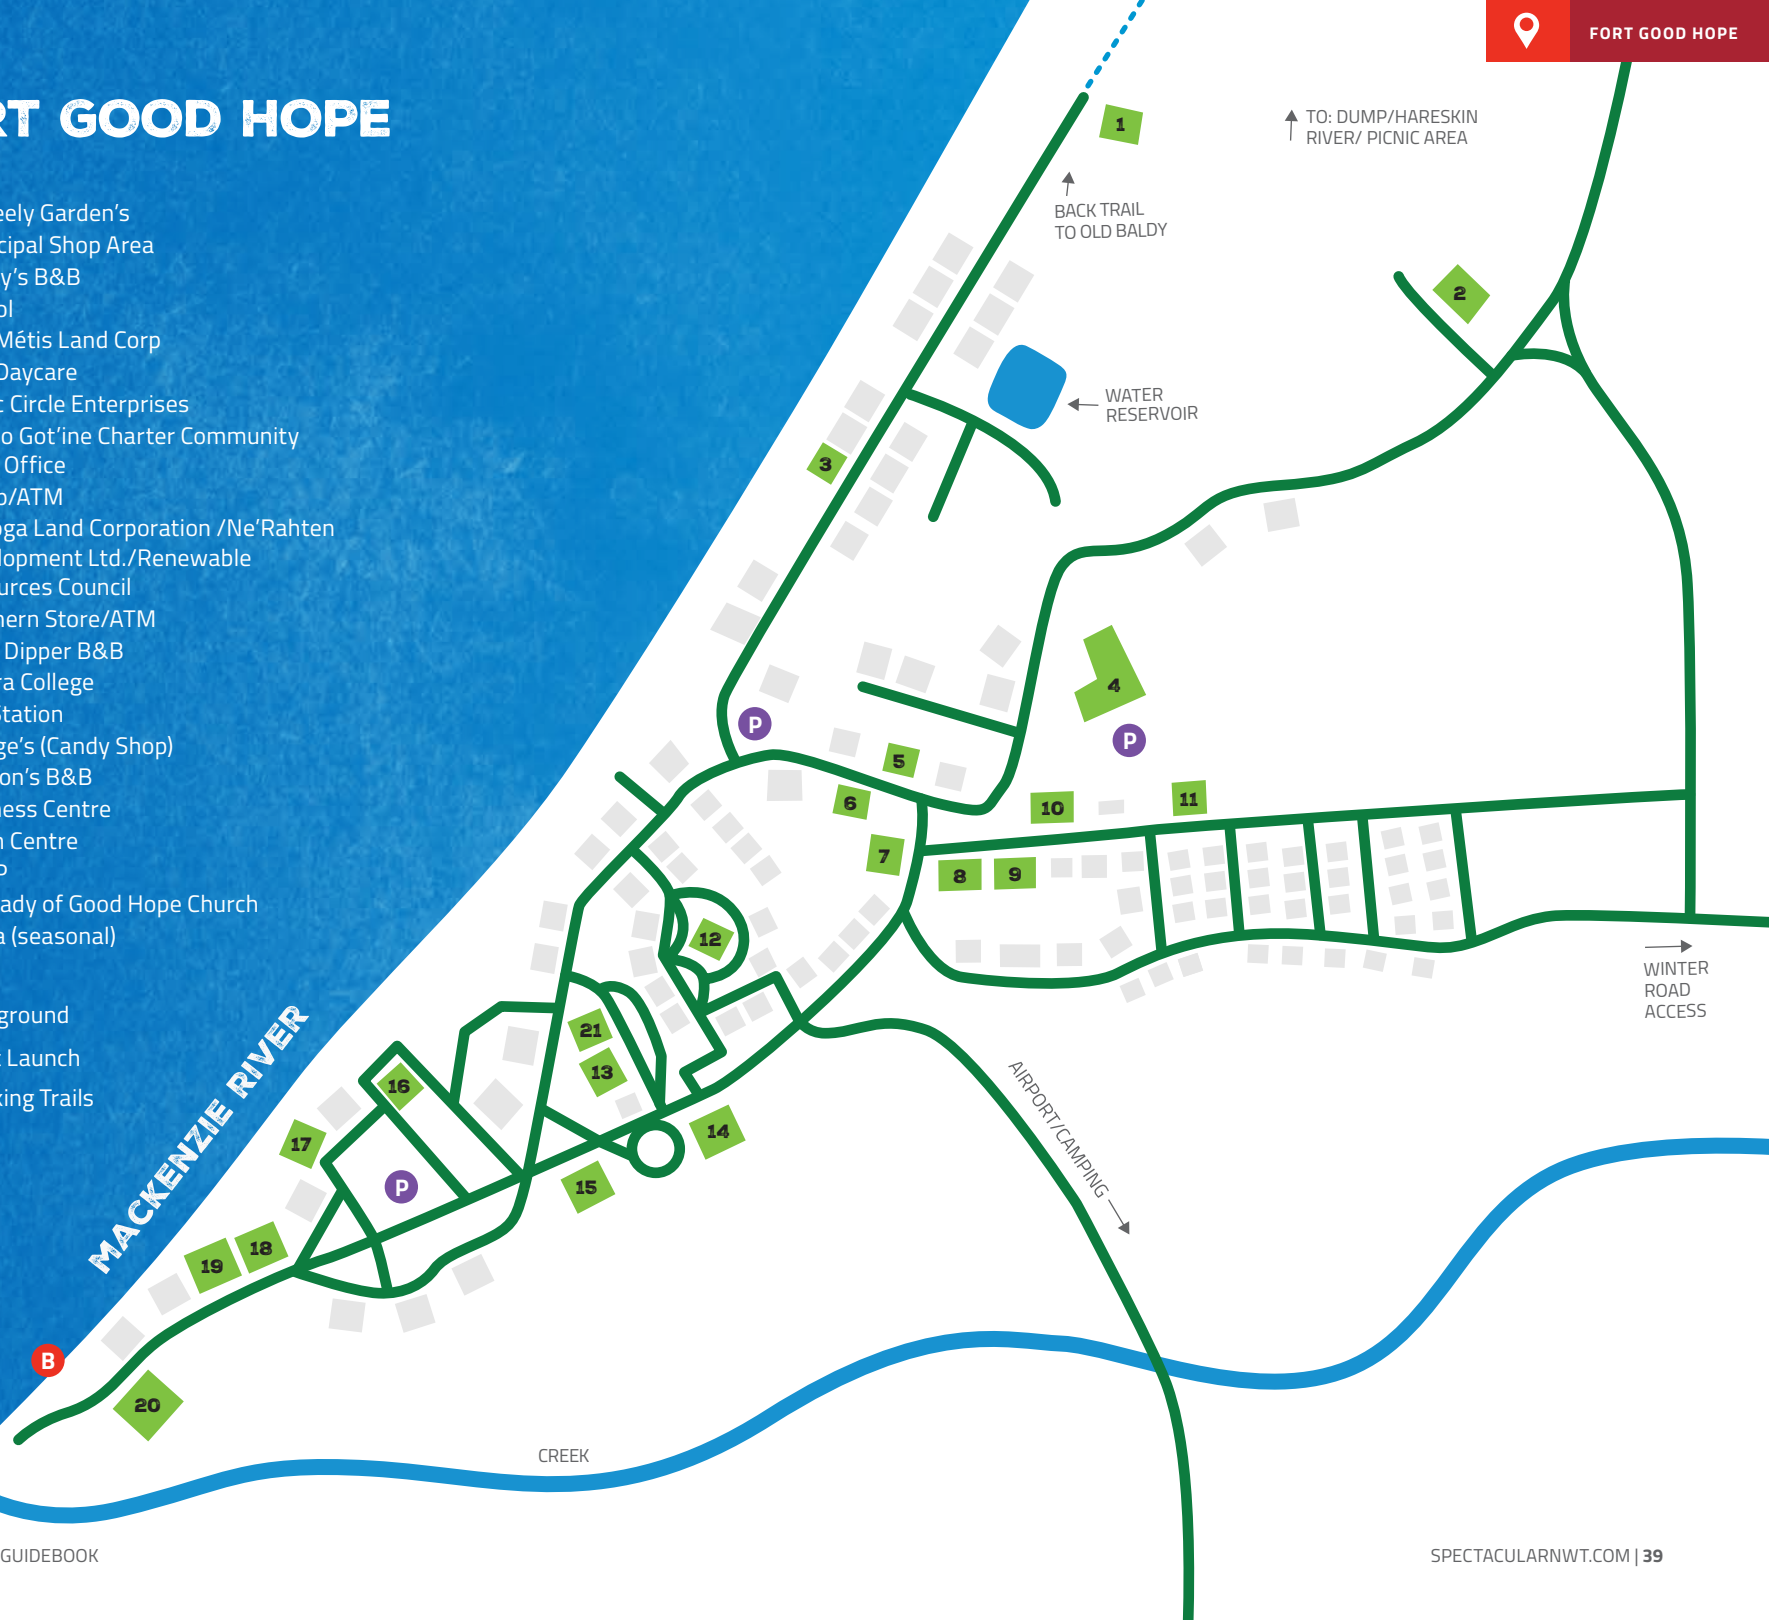 FORT GOOD HOPE
RT GOOD HOPE
eely Garden's
cipal Shop Area
y's B&B
ol
Métis Land Corp
Daycare
t Circle Enterprises
o Got'ine Charter Community
Office
p/ATM
oga Land Corporation /Ne'Rahten
lopment Ltd./Renewable
urces Council
hern Store/ATM
Dipper B&B
ra College
Station
ge's (Candy Shop)
on's B&B
ness Centre
n Centre
P
ady of Good Hope Church
a (seasonal)
ground
t Launch
king Trails
MACKENZIE RIVER
TO: DUMP/HARESKIN
RIVER/ PICNIC AREA
BACK TRAIL
TO OLD BALDY
WATER
RESERVOIR
1
2
3
4
P
P
5
6
7
8
9
10
11
12
21
13
14
15
16
17
P
18
19
20
B
WINTER
ROAD
ACCESS
AIRPORT/CAMPING
CREEK
GUIDEBOOK
SPECTACULARNWT.COM | 39